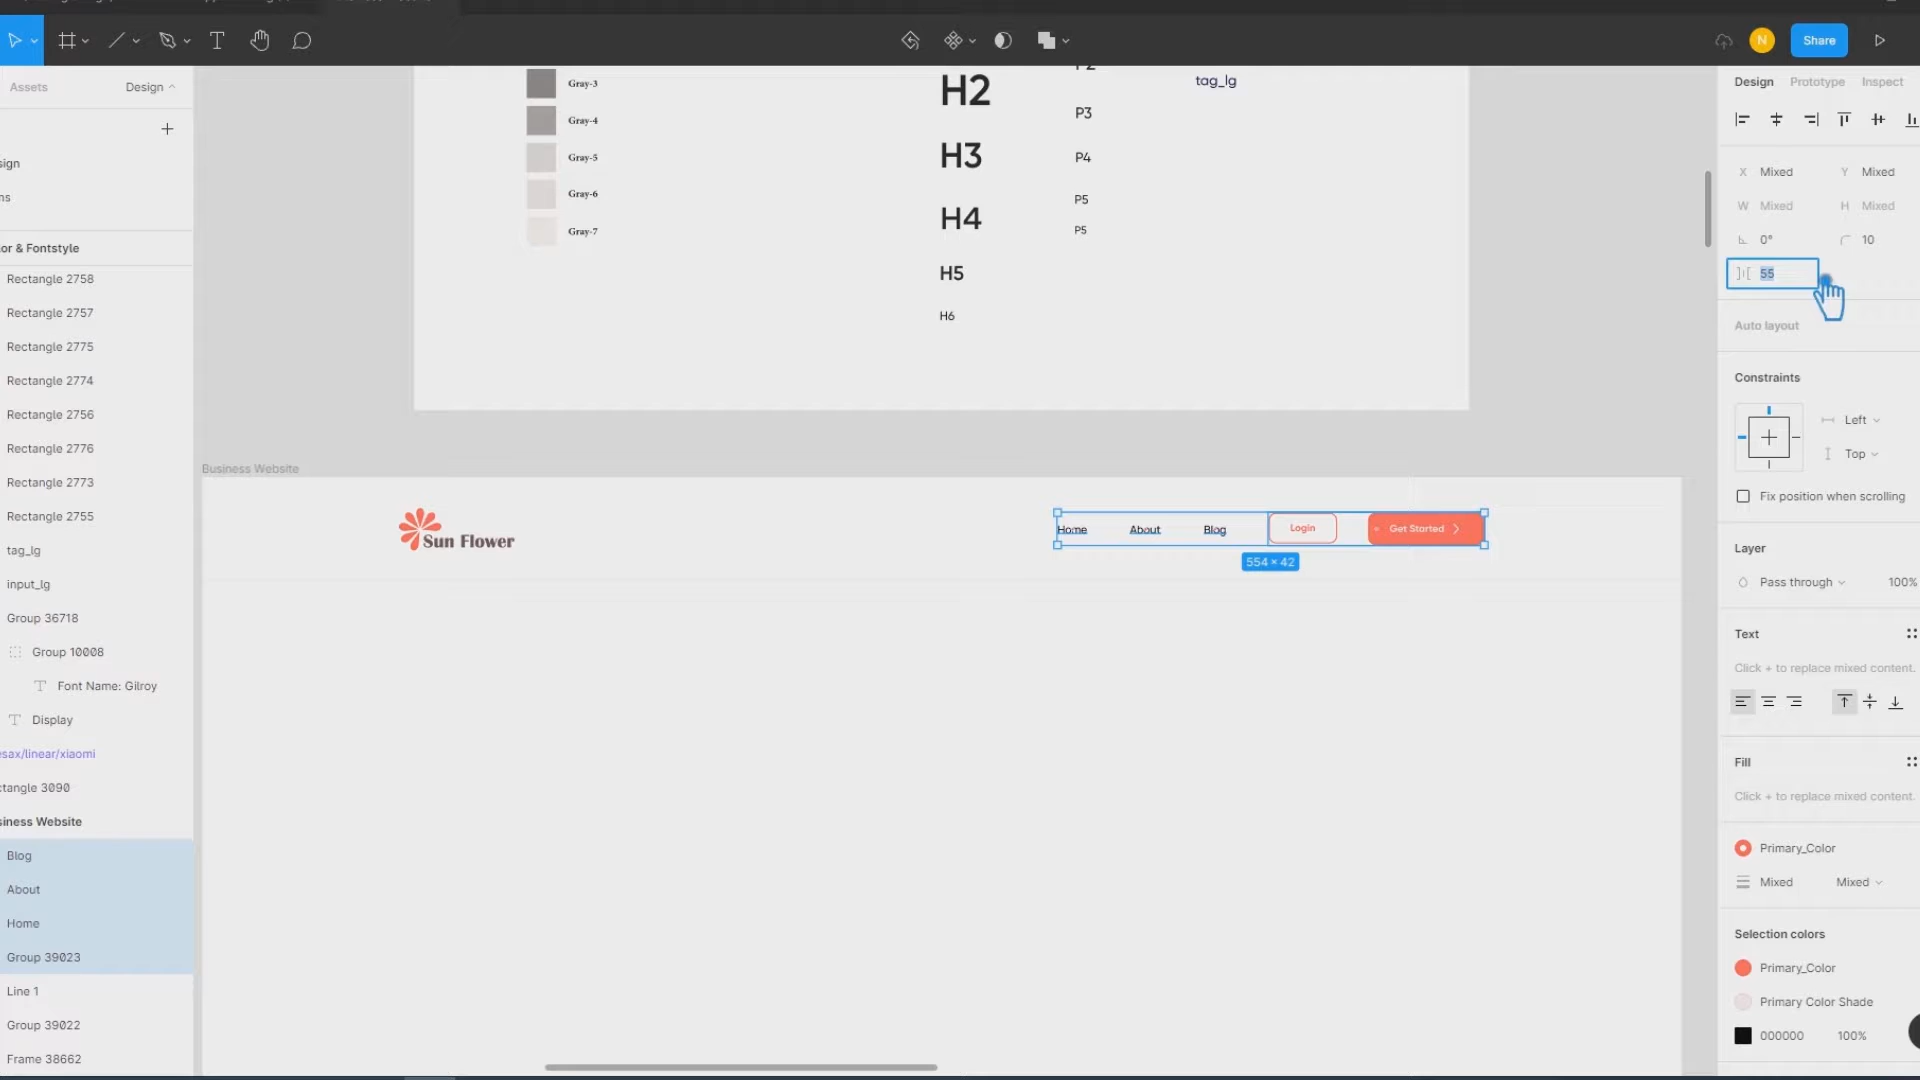 Share
Assets
Design
sign
ns
or & Fontstyle
Rectangle 2758
Rectangle 2757
Rectangle 2775
Rectangle 2774
Rectangle 2756
Rectangle 2776
Rectangle 2773
Rectangle 2755
tag_lg
input_lg
Group 36718
Group 10008
Font Name: Gilroy
Display
esax/linear/xiaomi
ctangle 3090
siness Website
Blog
About
Home
Group 39023
Line 1
Group 39022
Frame 38662
Gray-3
Gray-4
Gray-5
Gray-6
Gray-7
H2
H3
H4
H5
H6
P3
P4
P5
P5
tag_lg
Business Website
Sun Flower
Home
About
Blog
Login
Get Started
554 × 42
N
Design
Prototype
Inspect
X Mixed
Y Mixed
W Mixed
H Mixed
0°
10
55
Auto layout
Constraints
Left
Top
Fix position when scrolling
Layer
Pass through
100%
Text
Click + to replace mixed content.
Fill
Click + to replace mixed content.
Primary_Color
Mixed
Mixed
Selection colors
Primary_Color
Primary Color Shade
000000
100%